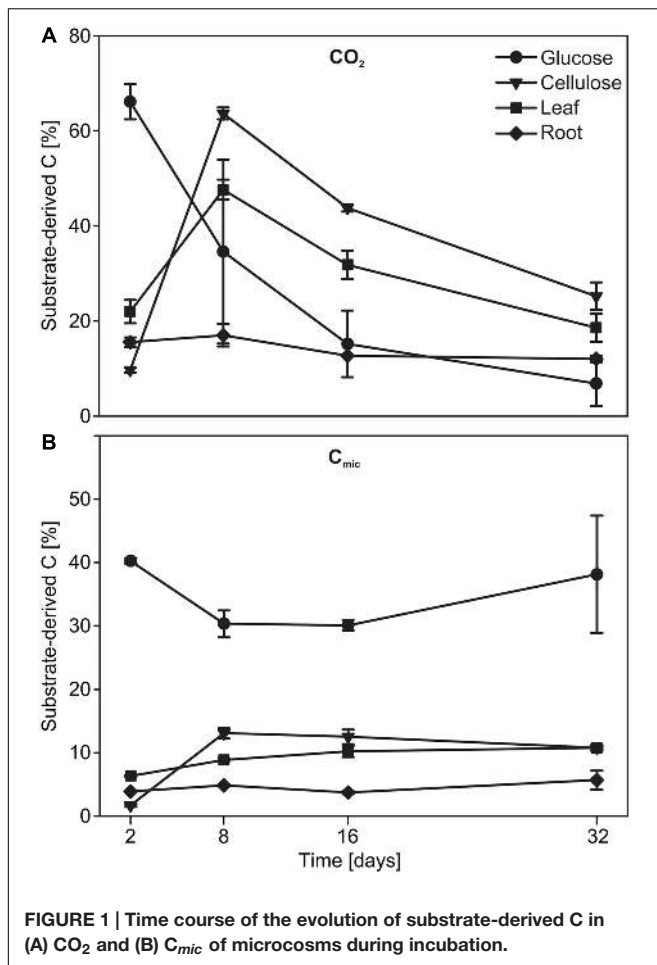 A
CO₂
Glucose
Cellulose
Leaf
Root
Substrate-derived C [%]
80
60
40
20
0
B
C_mic
Substrate-derived C [%]
50
40
30
20
10
0
2
8
16
32
Time [days]
FIGURE 1 | Time course of the evolution of substrate-derived C in
(A) CO₂ and (B) C_mic of microcosms during incubation.